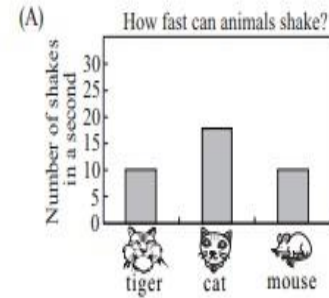 (A)
How fast can animals shake?
Number of shakes
in a second
30
25
20
15
10
5
0
tiger cat mouse